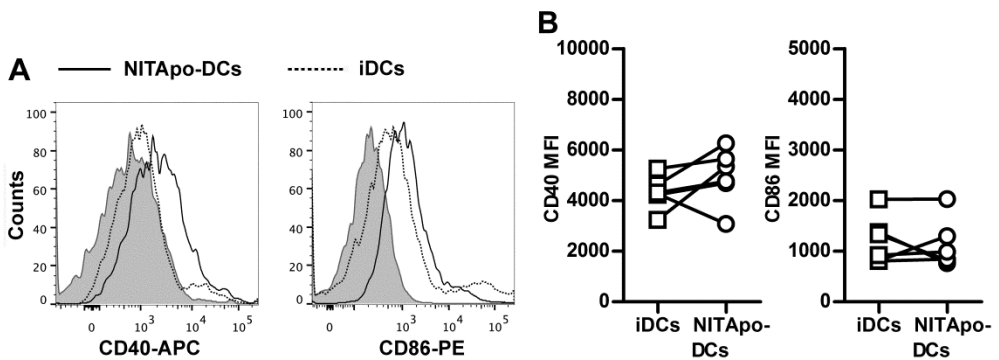 A
NITApo-DCs
iDCs
Counts
100
80
60
40
20
0
0
10³
10⁴
10⁵
CD40-APC
100
80
60
40
20
0
0
10³
10⁴
10⁵
CD86-PE
B
CD40 MFI
10000
8000
6000
4000
2000
0
iDCs
NITApo-
DCs
CD86 MFI
5000
4000
3000
2000
1000
0
iDCs
NITApo-
DCs